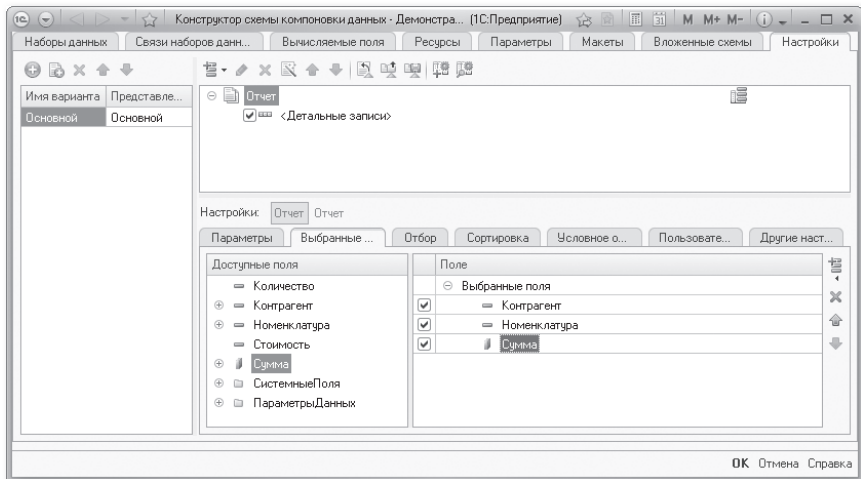 1С Конструктор схемы компоновки данных - Демонстра... (1С:Предприятие) 31 M M+ M-
Наборы данных Связи наборов данн... Вычисляемые поля Ресурсы Параметры Макеты Вложенные схемы Настройки
Имя варианта Представле...
Основной Основной
Отчет
<Детальные записи>
Настройки: Отчет Отчет
Параметры Выбранные ... Отбор Сортировка Условное о... Пользовате... Другие наст...
Доступные поля
Количество
Контрагент
Номенклатура
Стоимость
Сумма
СистемныеПоля
ПараметрыДанных
Поле
Выбранные поля
Контрагент
Номенклатура
Сумма
OK Отмена Справка